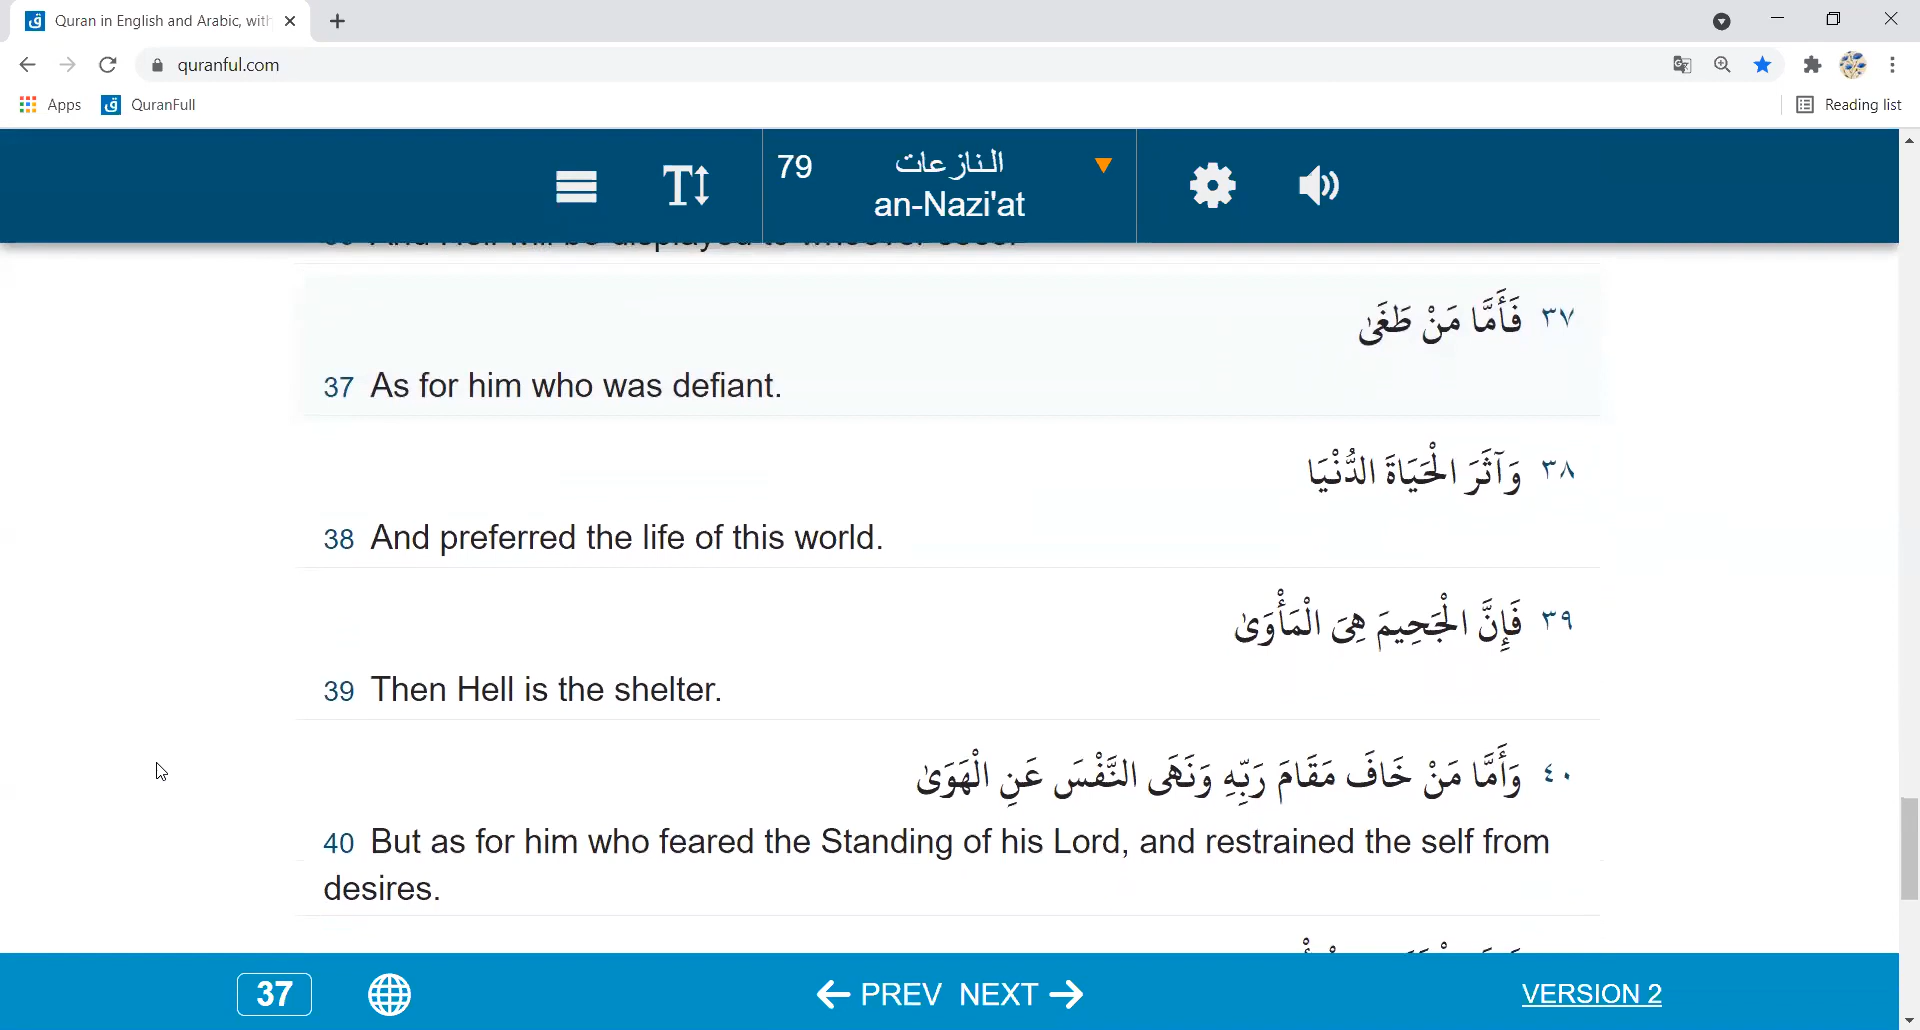 Quran in English and Arabic, with
quranful.com
Apps
QuranFull
Reading list
79
النازعات
an-Nazi'at
٣٧ فَأَمَّا مَنْ طَغَىٰ
37 As for him who was defiant.
٣٨ وَآثَرَ الْحَيَاةَ الدُّنْيَا
38 And preferred the life of this world.
٣٩ فَإِنَّ الْجَحِيمَ هِيَ الْمَأْوَىٰ
39 Then Hell is the shelter.
٤٠ وَأَمَّا مَنْ خَافَ مَقَامَ رَبِّهِ وَنَهَى النَّفْسَ عَنِ الْهَوَىٰ
40 But as for him who feared the Standing of his Lord, and restrained the self from
desires.
37
PREV NEXT
VERSION 2